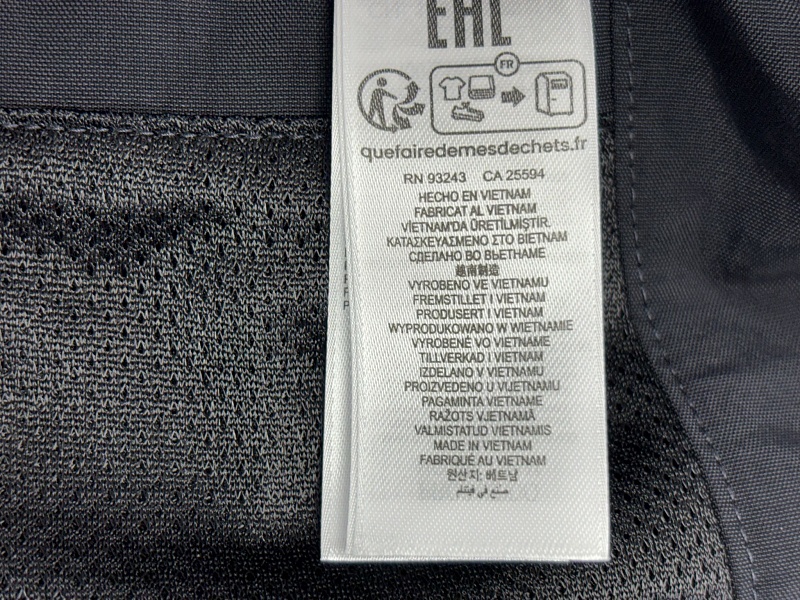 EAC
FR
quefairedemesdechets.fr
RN 93243 CA 25594
HECHO EN VIETNAM
FABRICAT AL VIETNAM
VİETNAM'DA ÜRETİLMİŞTİR.
ΚΑΤΑΣΚΕΥΑΣΜΕΝΟ ΣΤΟ ΒΙΕΤΝΑΜ
СДЕЛАНО ВО ВЬЕТНАМЕ
越南制造
VYROBENO VE VIETNAMU
FREMSTILLET I VIETNAM
PRODUSERT I VIETNAM
WYPRODUKOWANO W WIETNAMIE
VYROBENÉ VO VIETNAME
TILLVERKAD I VIETNAM
IZDELANO V VIETNAMU
PROIZVEDENO U VIJETNAMU
PAGAMINTA VIETNAME
RAŽOTS VJETNAMĀ
VALMISTATUD VIETNAMIS
MADE IN VIETNAM
FABRIQUÉ AU VIETNAM
원산지: 베트남
صنع في فيتنام